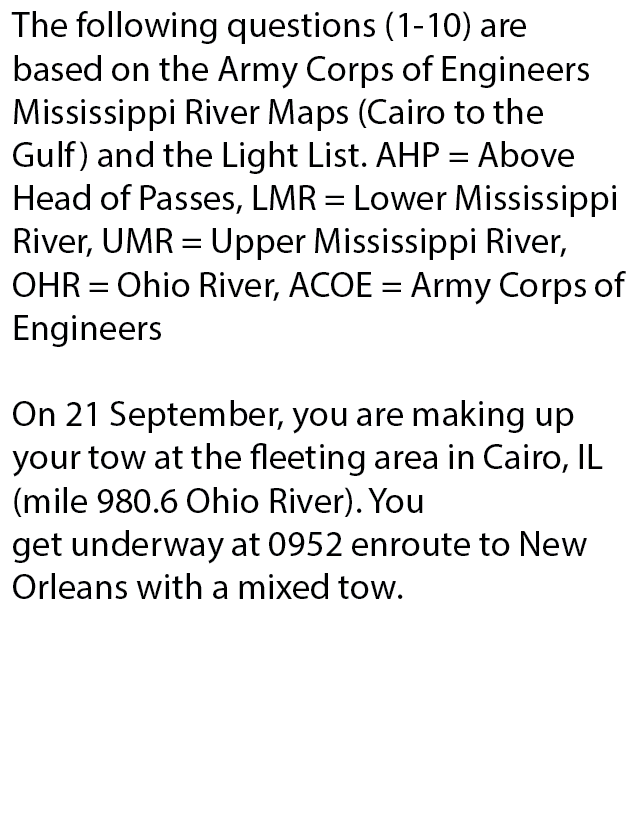 The following questions (1-10) are
based on the Army Corps of Engineers
Mississippi River Maps (Cairo to the
Gulf) and the Light List. AHP = Above
Head of Passes, LMR = Lower Mississippi
River, UMR = Upper Mississippi River,
OHR = Ohio River, ACOE = Army Corps of
Engineers
On 21 September, you are making up
your tow at the fleeting area in Cairo, IL
(mile 980.6 Ohio River). You
get underway at 0952 enroute to New
Orleans with a mixed tow.